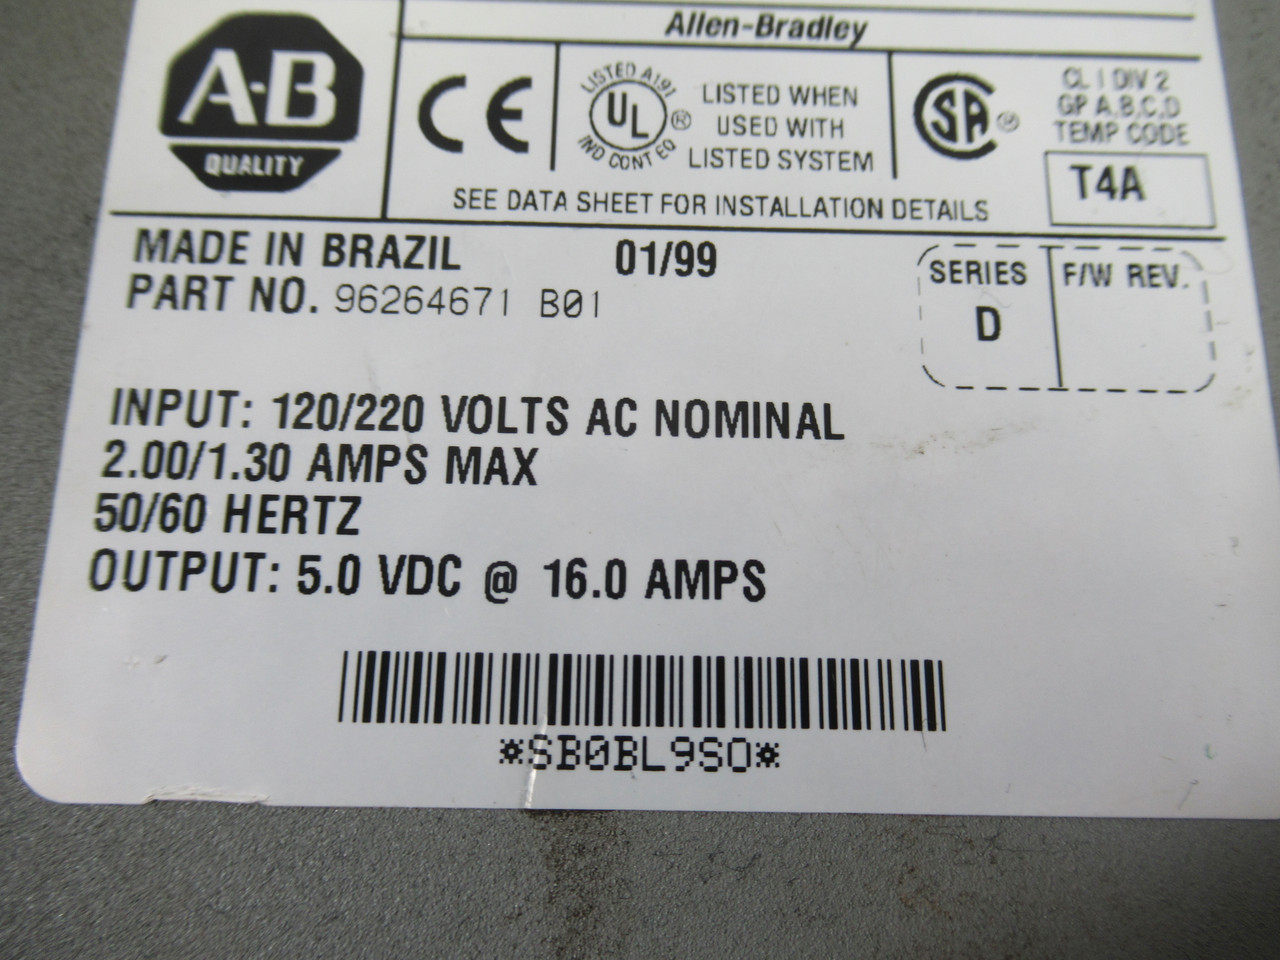 Allen-Bradley
A-B
QUALITY
CE
LISTED A191
UL ®
IND CONT EQ
LISTED WHEN
USED WITH
LISTED SYSTEM
SA ®
CL I DIV 2
GP A,B,C,D
TEMP CODE
T4A
SEE DATA SHEET FOR INSTALLATION DETAILS
MADE IN BRAZIL 01/99
PART NO. 96264671 B01
SERIES
D
F/W REV.
INPUT: 120/220 VOLTS AC NOMINAL
2.00/1.30 AMPS MAX
50/60 HERTZ
OUTPUT: 5.0 VDC @ 16.0 AMPS
*SB0BL9SO*